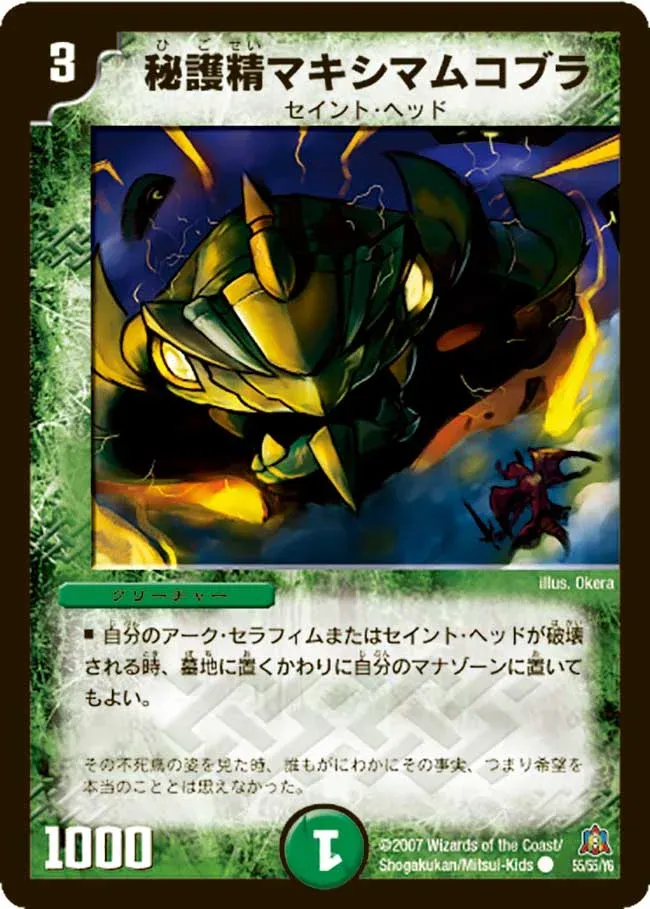 3
ひごせい
秘護精マキシマムコブラ
セイント・ヘッド
illus. Okera
クリーチャー
■ 自分のアーク・セラフィムまたはセイント・ヘッドが破壊
される時、墓地に置くかわりに自分のマナゾーンに置いて
もよい。
その不死鳥の姿を見た時、誰もがにわかにその事実、つまり希望を
本当のこととは思えなかった。
1000
1
©2007 Wizards of the Coast/
Shogakukan/Mitsui-Kids
55/55/Y6